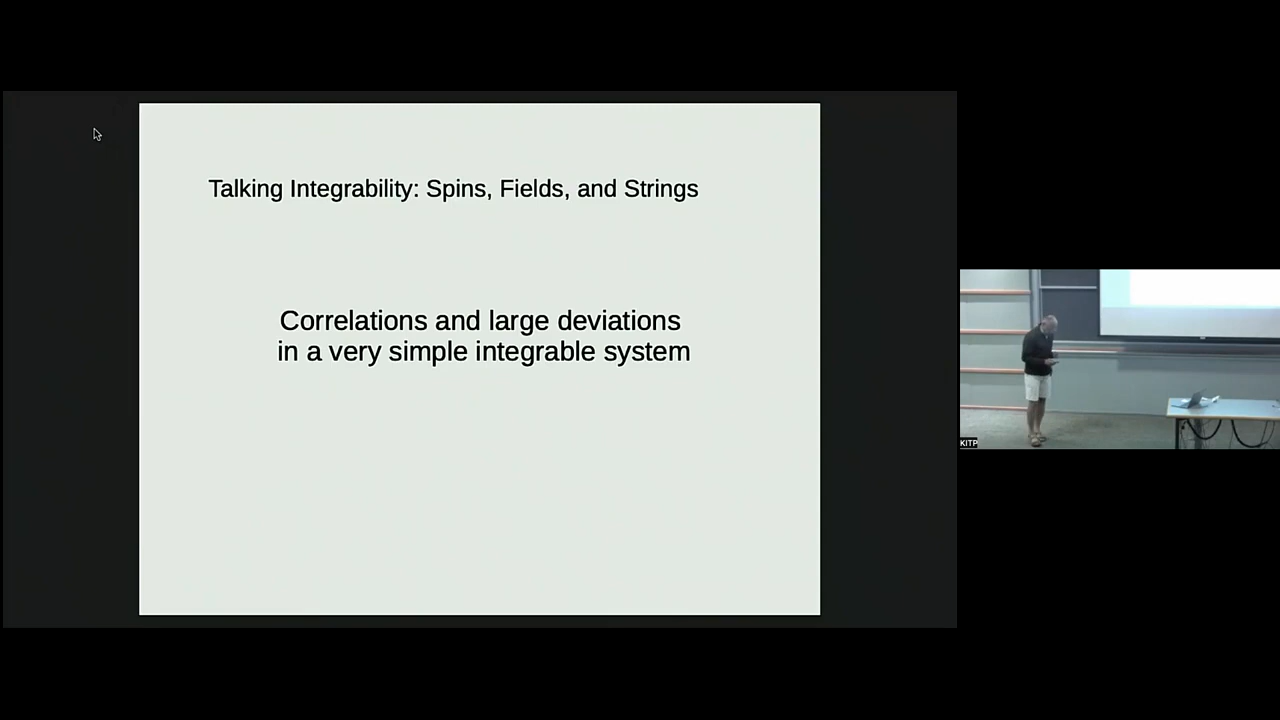 Talking Integrability: Spins, Fields, and Strings
Correlations and large deviations
in a very simple integrable system
KITP